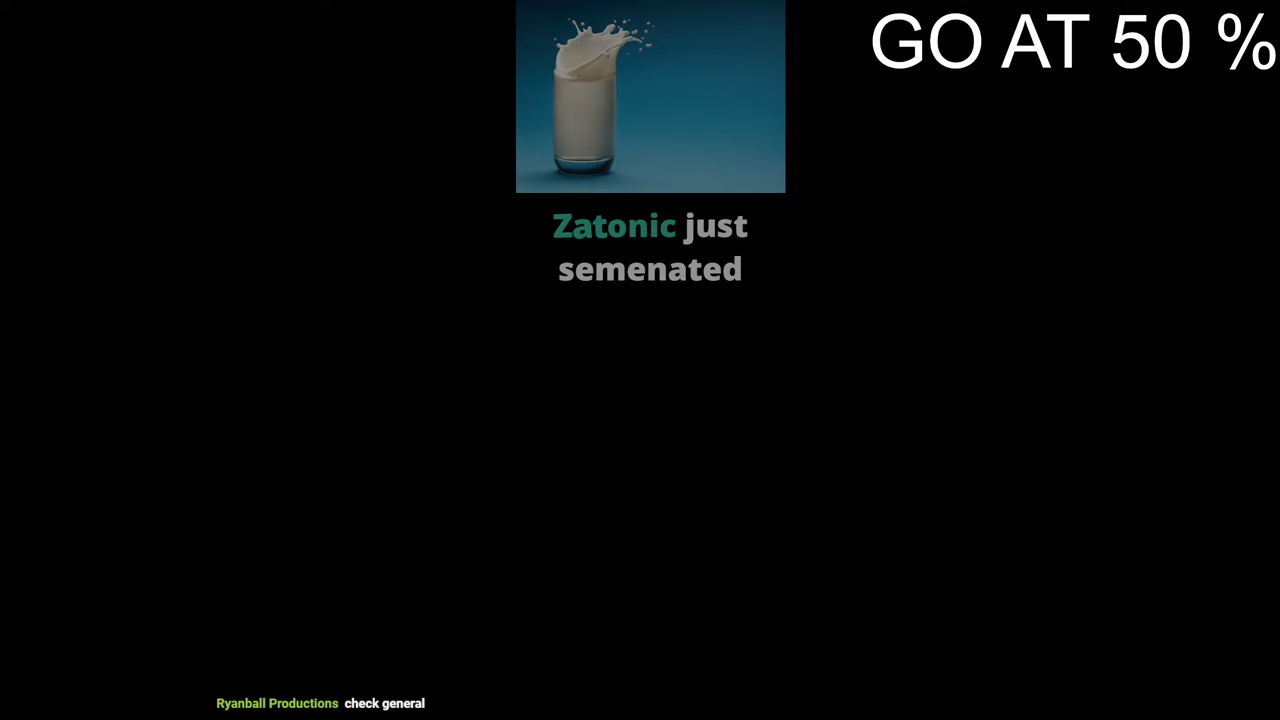 GO AT 50 %
Zatonic just
semenated
Ryanball Productions check general